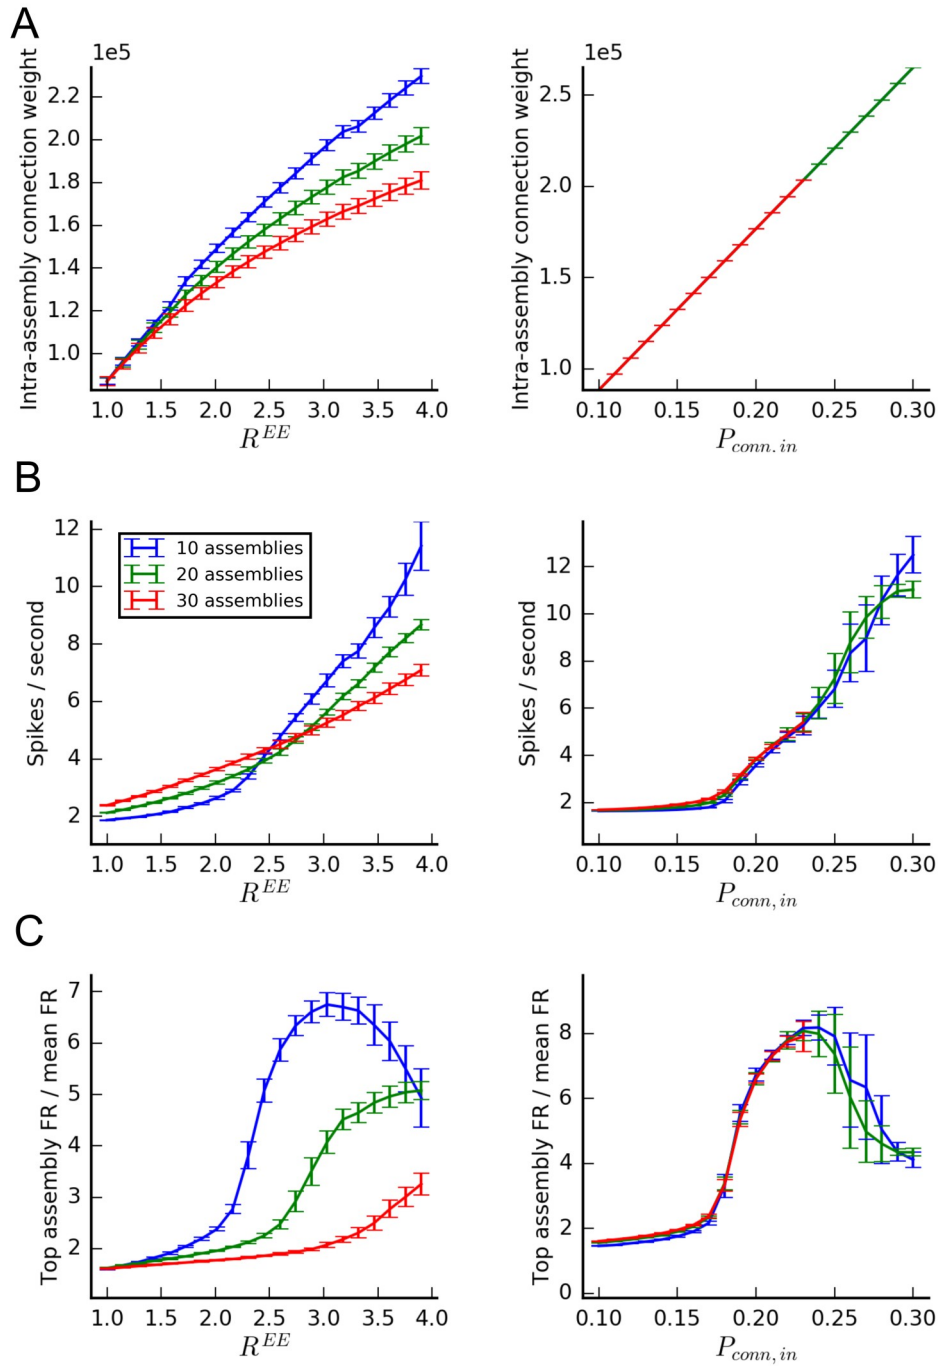 A
1e5
Intra-assembly connection weight
2.2
2.0
1.8
1.6
1.4
1.2
1.0
1.0 1.5 2.0 2.5 3.0 3.5 4.0
R^{EE}
1e5
Intra-assembly connection weight
2.5
2.0
1.5
1.0
0.10 0.15 0.20 0.25 0.30
P_{conn.in}
B
Spikes / second
12
10
8
6
4
2
10 assemblies
20 assemblies
30 assemblies
1.0 1.5 2.0 2.5 3.0 3.5 4.0
R^{EE}
Spikes / second
12
10
8
6
4
2
0.10 0.15 0.20 0.25 0.30
P_{conn,in}
C
Top assembly FR / mean FR
7
6
5
4
3
2
1.0 1.5 2.0 2.5 3.0 3.5 4.0
R^{EE}
Top assembly FR / mean FR
8
6
4
2
0
0.10 0.15 0.20 0.25 0.30
P_{conn,in}